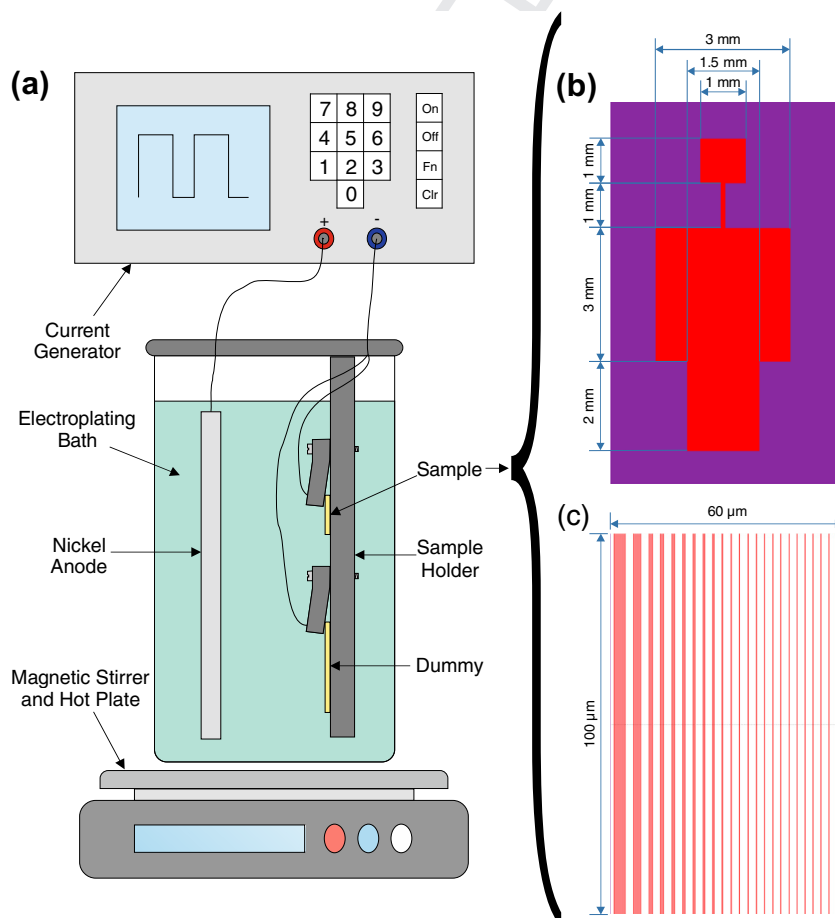 (a)
7 8 9
4 5 6
1 2 3
0
On
Off
Fn
Clr
+ -
Current
Generator
Electroplating
Bath
Nickel
Anode
Magnetic Stirrer
and Hot Plate
Sample
Sample
Holder
Dummy
(b)
3 mm
1.5 mm
1 mm
1 mm
1 mm
3 mm
2 mm
(c)
60 µm
100 µm